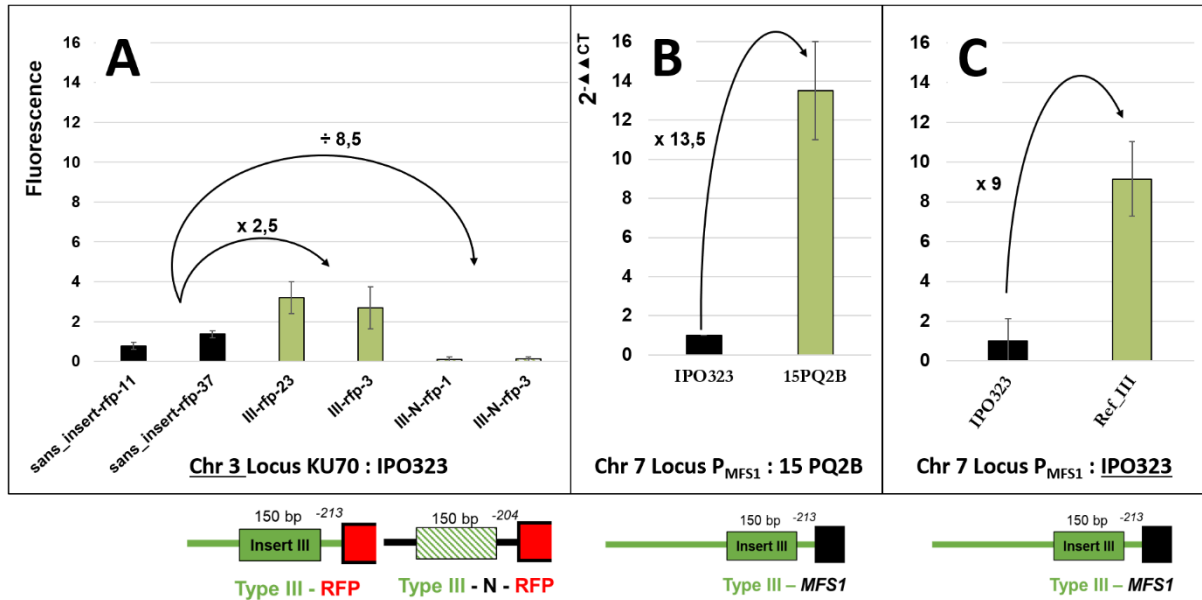 A
Fluorescence
16
14
12
10
8
6
4
2
0
÷ 8,5
x 2,5
sans_insert-rfp-11
sans_insert-rfp-37
III-rfp-23
III-rfp-3
III-N-rfp-1
III-N-rfp-3
Chr 3 Locus KU70 : IPO323
B
2-▲▲CT
16
14
12
10
8
6
4
2
0
x 13,5
IPO323
15PQ2B
Chr 7 Locus PMFS1 : 15 PQ2B
C
16
14
12
10
8
6
4
2
0
x 9
IPO323
Ref_III
Chr 7 Locus PMFS1 : IPO323
150 bp -213
Insert III
Type III - RFP
150 bp -204
Type III - N - RFP
150 bp -213
Insert III
Type III – MFS1
150 bp -213
Insert III
Type III – MFS1